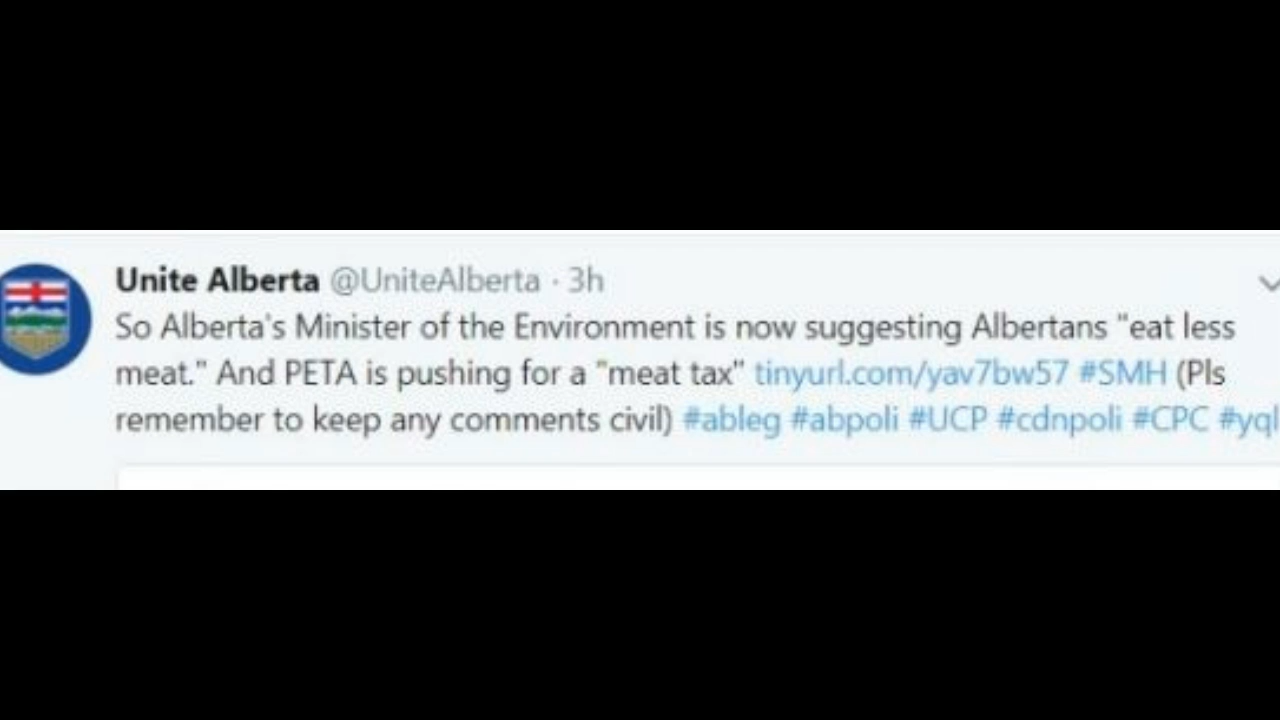 Unite Alberta @UniteAlberta · 3h
So Alberta's Minister of the Environment is now suggesting Albertans "eat less
meat." And PETA is pushing for a "meat tax" tinyurl.com/yav7bw57 #SMH (Pls
remember to keep any comments civil) #ableg #abpoli #UCP #cdnpoli #CPC #yql